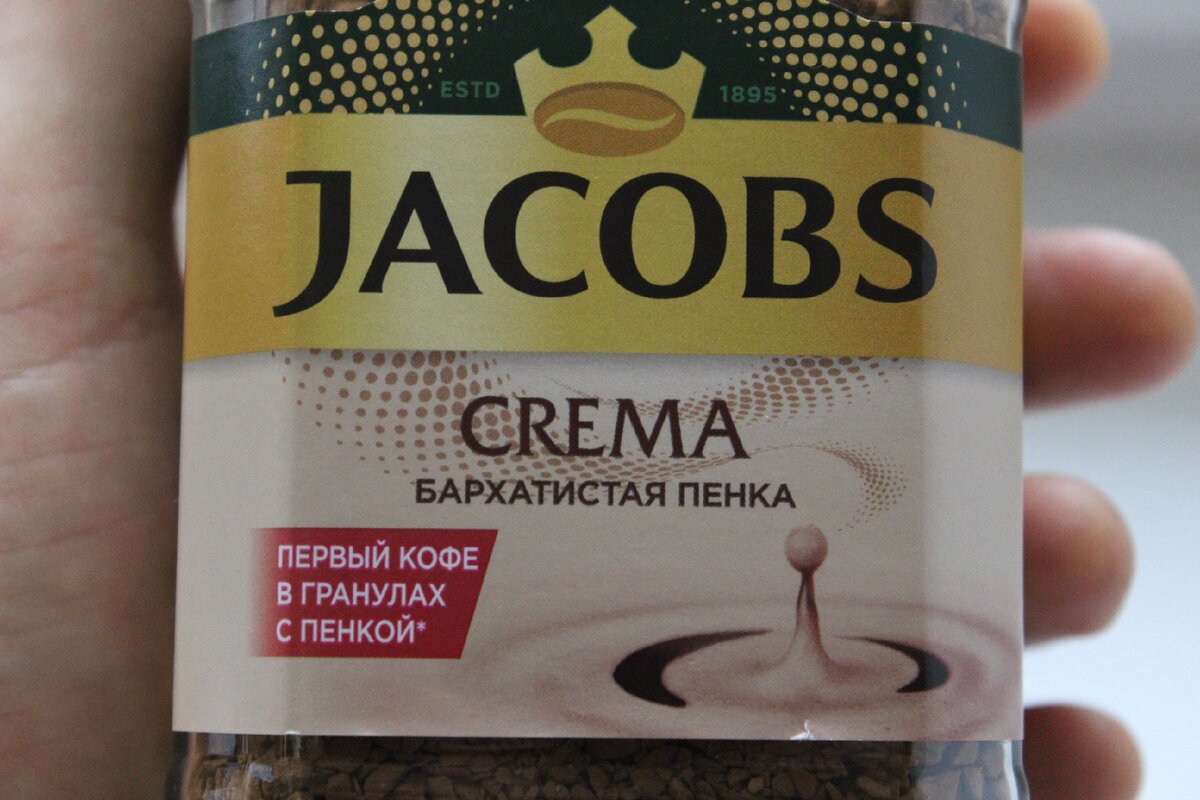 ESTD 1895
JACOBS
CREMA
БАРХАТИСТАЯ ПЕНКА
ПЕРВЫЙ КОФЕ
В ГРАНУЛАХ
С ПЕНКОЙ*